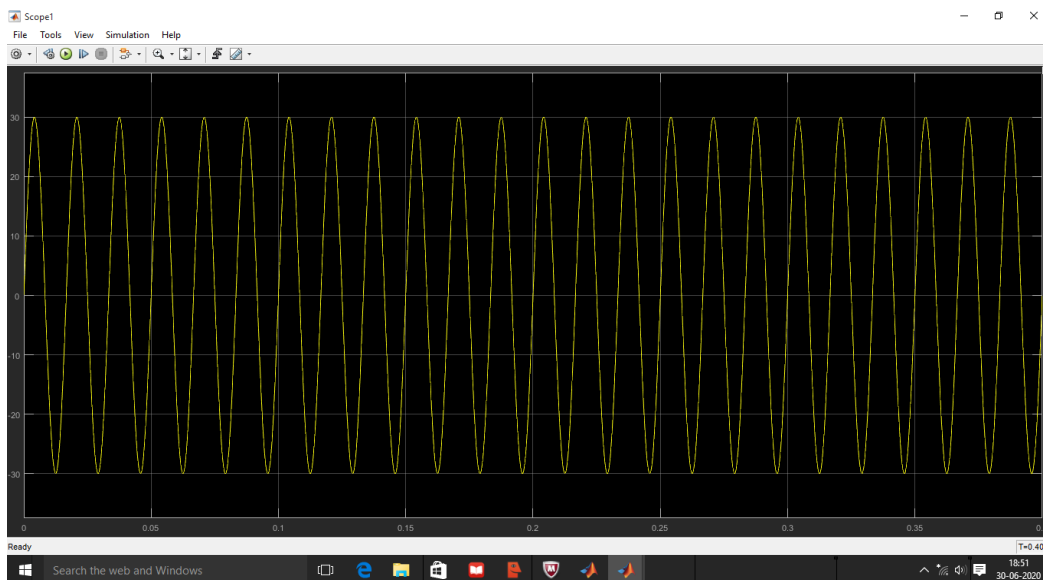 Scope1
File Tools View Simulation Help
30
20
10
0
-10
-20
-30
0 0.05 0.1 0.15 0.2 0.25 0.3 0.35 0.
Ready T=0.40
Search the web and Windows
18:51
30-06-2020